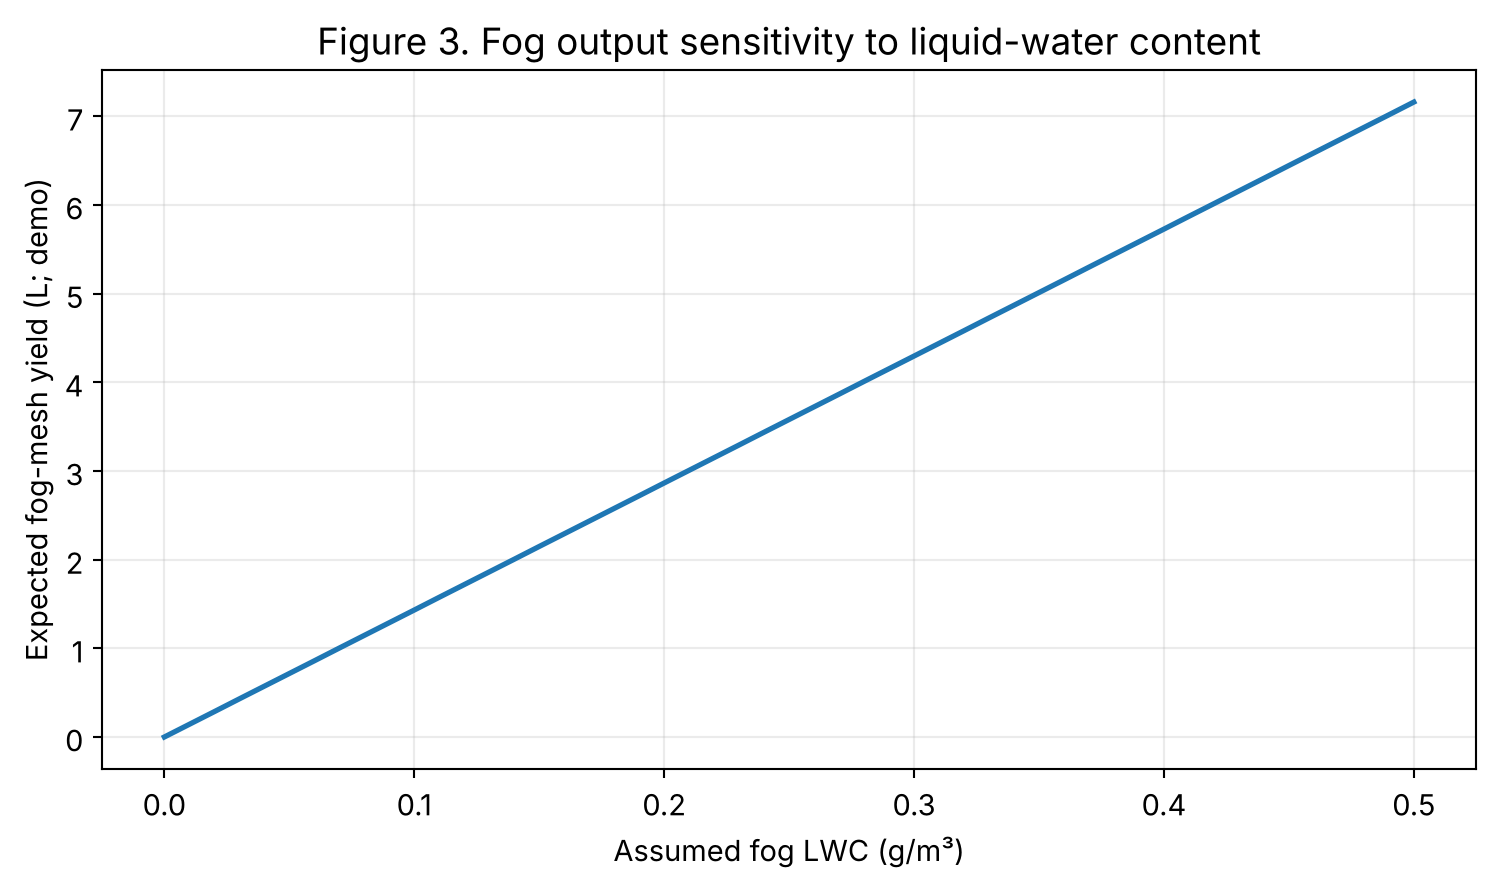 Figure 3. Fog output sensitivity to liquid-water content
Expected fog-mesh yield (L; demo)
7
6
5
4
3
2
1
0
0.0 0.1 0.2 0.3 0.4 0.5
Assumed fog LWC (g/m³)